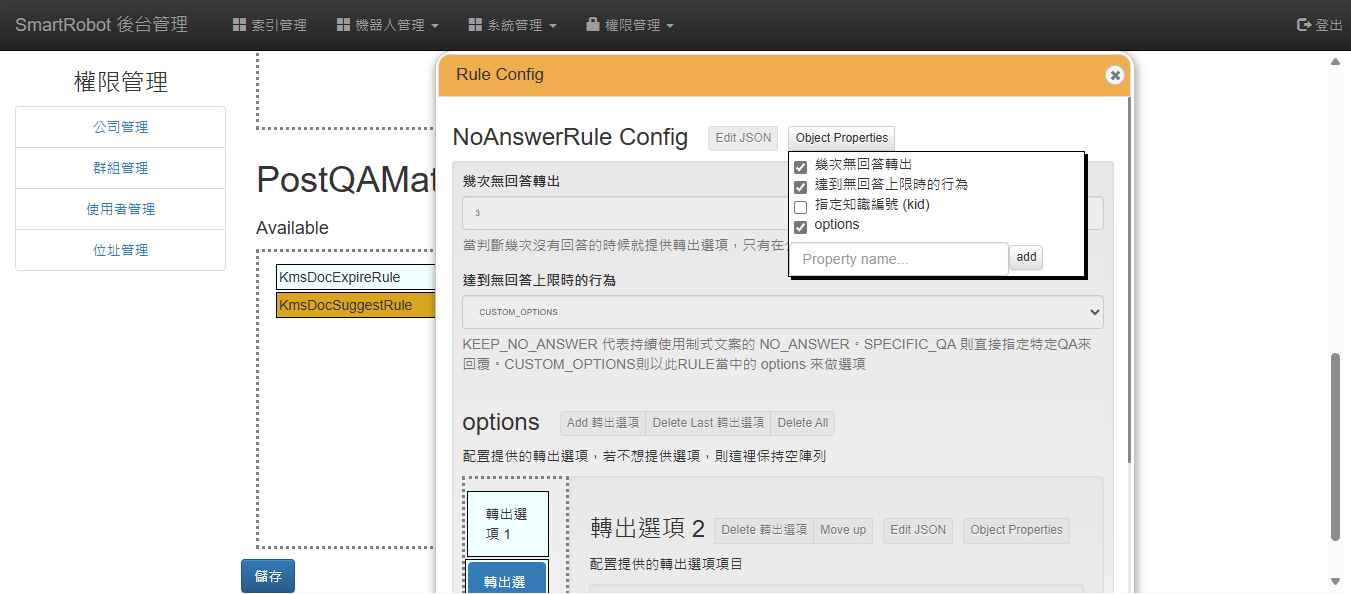 SmartRobot 後台管理 索引管理 機器人管理 系統管理 權限管理 登出
權限管理
公司管理
群組管理
使用者管理
位址管理
PostQAMat
Available
KmsDocExpireRule
KmsDocSuggestRule
儲存
Rule Config
NoAnswerRule Config Edit JSON Object Properties
幾次無回答轉出
達到無回答上限時的行為
指定知識編號 (kid)
options
Property name... add
幾次無回答轉出
3
當判斷幾次沒有回答的時候就提供轉出選項，只有在
達到無回答上限時的行為
CUSTOM_OPTIONS
KEEP_NO_ANSWER 代表持續使用制式文案的 NO_ANSWER。SPECIFIC_QA 則直接指定特定QA來
回覆。CUSTOM_OPTIONS則以此RULE當中的 options 來做選項
options Add 轉出選項 Delete Last 轉出選項 Delete All
配置提供的轉出選項，若不想提供選項，則這裡保持空陣列
轉出選
項 1
轉出選
轉出選項 2 Delete 轉出選項 Move up Edit JSON Object Properties
配置提供的轉出選項項目